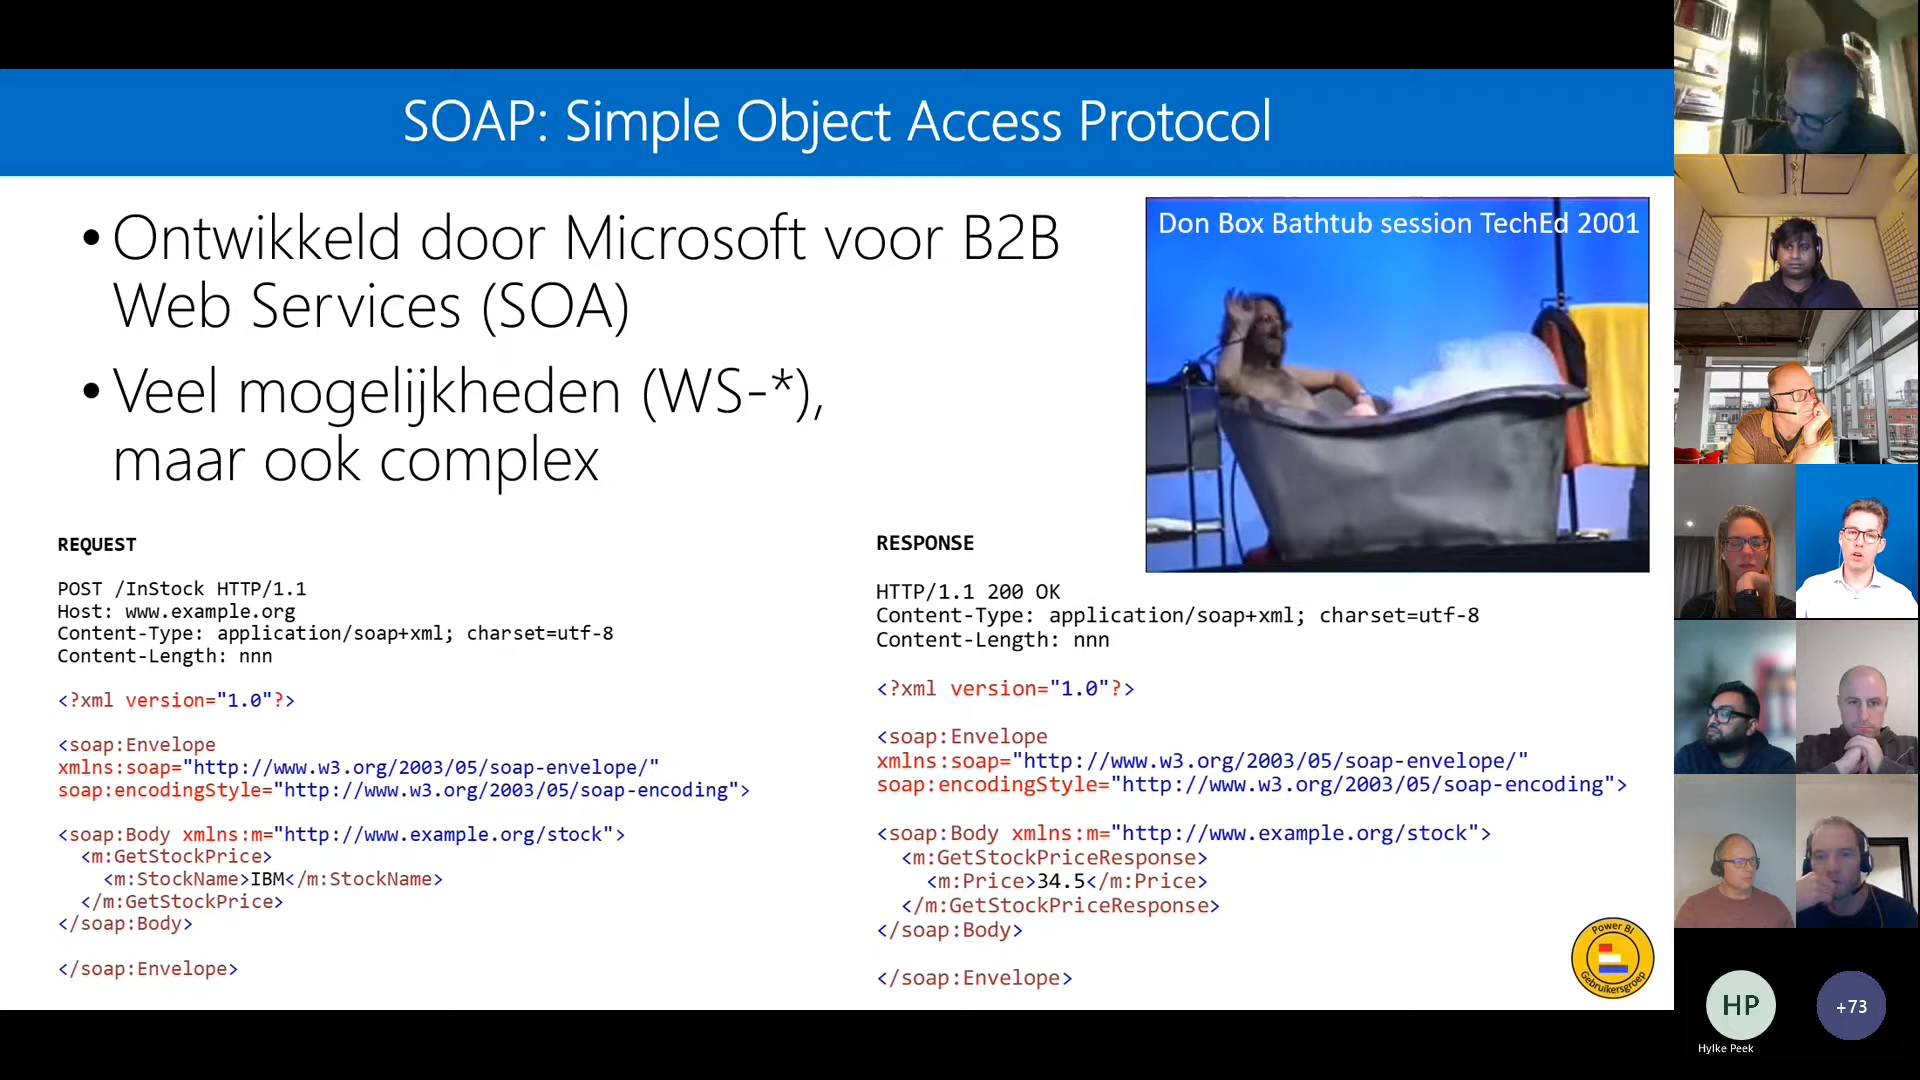 SOAP: Simple Object Access Protocol
• Ontwikkeld door Microsoft voor B2B
Web Services (SOA)
• Veel mogelijkheden (WS-*),
maar ook complex
Don Box Bathtub session TechEd 2001
REQUEST
POST /InStock HTTP/1.1
Host: www.example.org
Content-Type: application/soap+xml; charset=utf-8
Content-Length: nnn
<?xml version="1.0"?>
<soap:Envelope
xmlns:soap="http://www.w3.org/2003/05/soap-envelope/"
soap:encodingStyle="http://www.w3.org/2003/05/soap-encoding">
<soap:Body xmlns:m="http://www.example.org/stock">
<m:GetStockPrice>
<m:StockName>IBM</m:StockName>
</m:GetStockPrice>
</soap:Body>
</soap:Envelope>
RESPONSE
HTTP/1.1 200 OK
Content-Type: application/soap+xml; charset=utf-8
Content-Length: nnn
<?xml version="1.0"?>
<soap:Envelope
xmlns:soap="http://www.w3.org/2003/05/soap-envelope/"
soap:encodingStyle="http://www.w3.org/2003/05/soap-encoding">
<soap:Body xmlns:m="http://www.example.org/stock">
<m:GetStockPriceResponse>
<m:Price>34.5</m:Price>
</m:GetStockPriceResponse>
</soap:Body>
</soap:Envelope>
Power BI
Gebruikersgroep
HP
Hylke Peek
+73